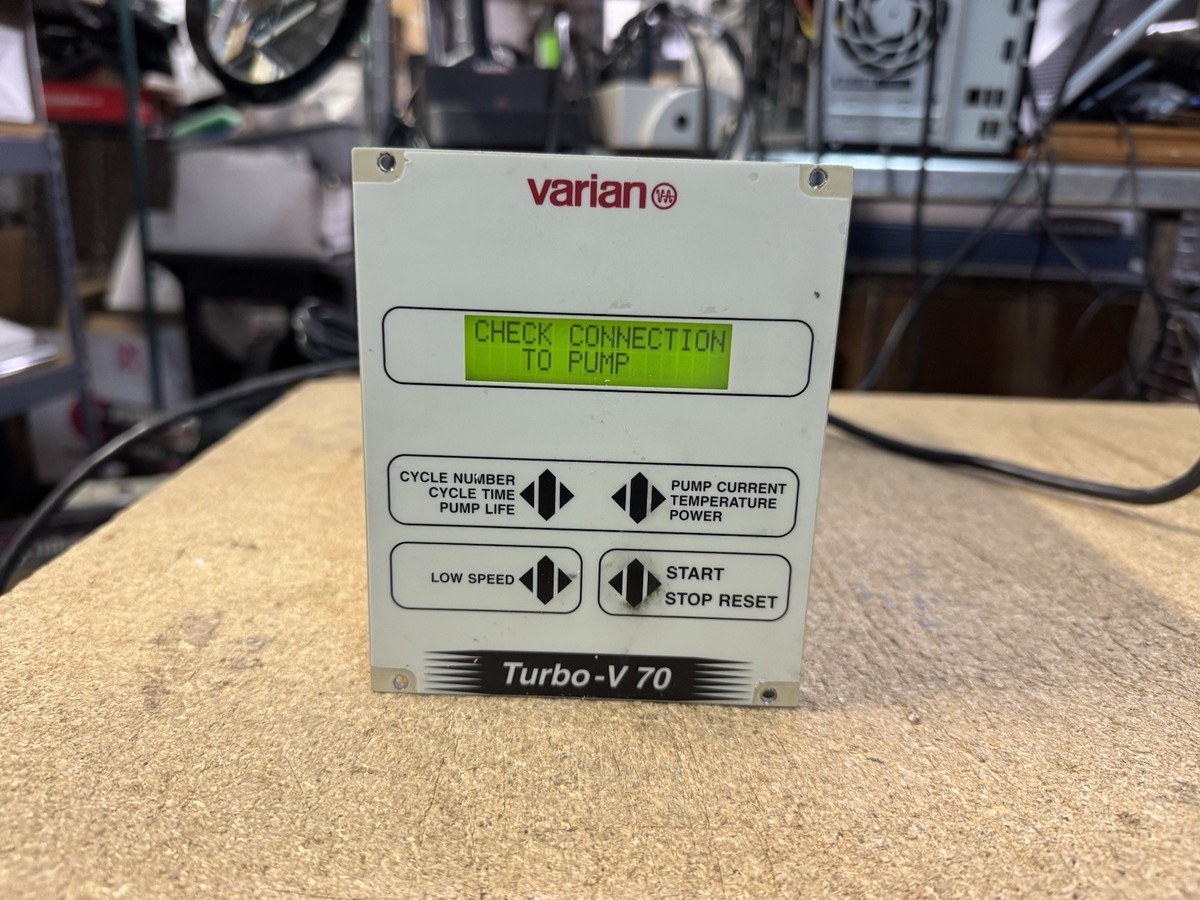 varian
CHECK CONNECTION
TO PUMP
CYCLE NUMBER
CYCLE TIME
PUMP LIFE
PUMP CURRENT
TEMPERATURE
POWER
LOW SPEED
START
STOP RESET
Turbo-V 70